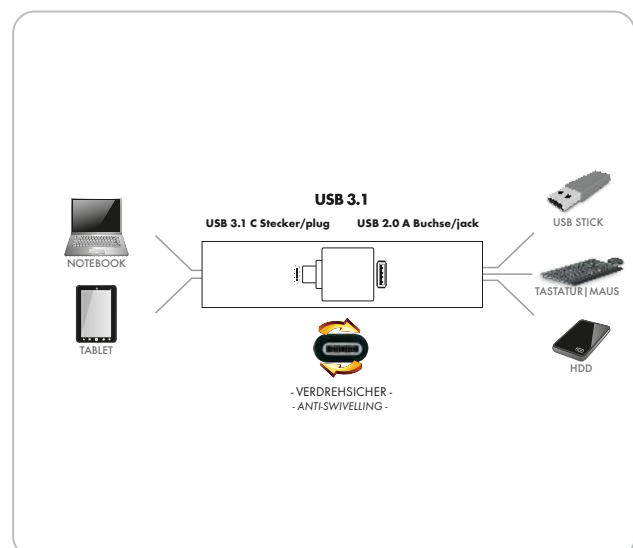 USB 3.1
USB 3.1 C Stecker/plug
USB 2.0 A Buchse/jack
NOTEBOOK
TABLET
USB STICK
TASTATUR|MAUS
HDD
HDD
- VERDREHSICHER -
- ANTI-SWIVELLING -